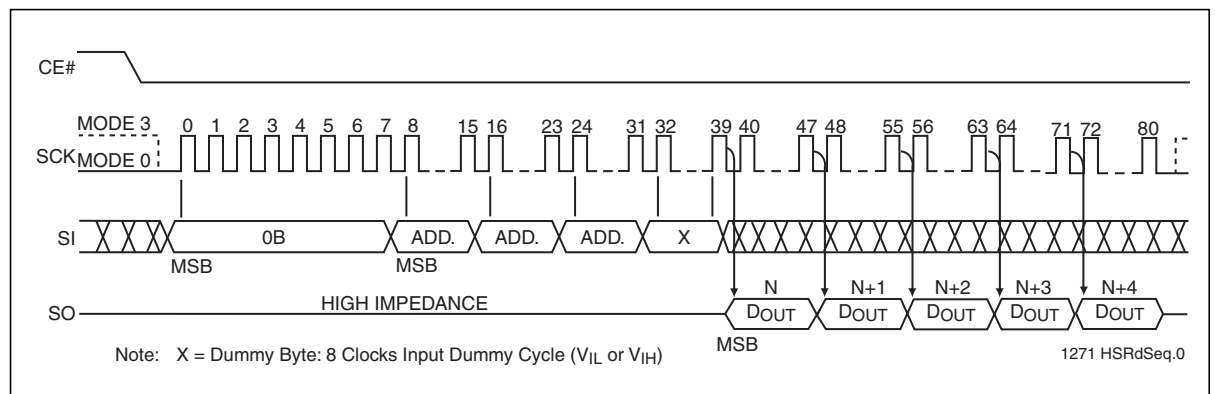 CE#
MODE 3
0 1 2 3 4 5 6 7 8 15 16 23 24 31 32 39 40 47 48 55 56 63 64 71 72 80
SCK
MODE 0
SI
0B
ADD.
ADD.
ADD.
X
MSB
MSB
N
N+1
N+2
N+3
N+4
HIGH IMPEDANCE
SO
DOUT
DOUT
DOUT
DOUT
DOUT
MSB
Note: X = Dummy Byte: 8 Clocks Input Dummy Cycle (VIL or VIH)
1271 HSRdSeq.0